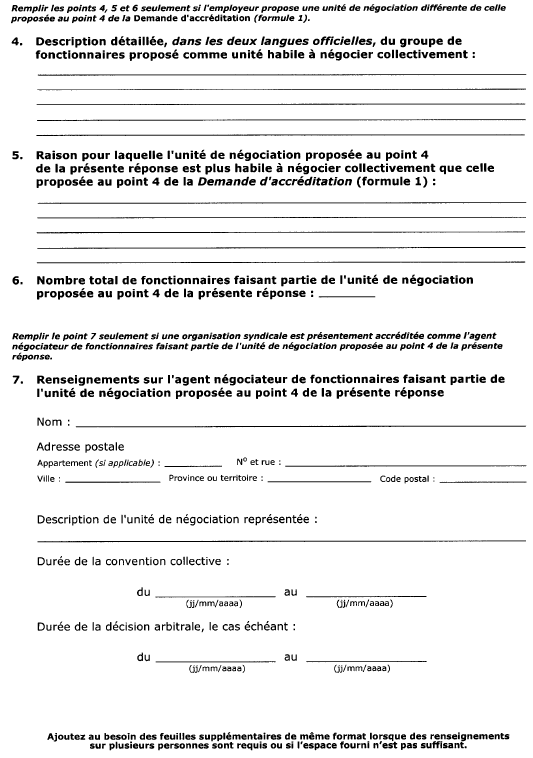 Remplir les points 4, 5 et 6 seulement si l'employeur propose une unité de négociation différente de celle
proposée au point 4 de la Demande d'accréditation (formule 1).
4. Description détaillée, dans les deux langues officielles, du groupe de
fonctionnaires proposé comme unité habile à négocier collectivement :
5. Raison pour laquelle l'unité de négociation proposée au point 4
de la présente réponse est plus habile à négocier collectivement que celle
proposée au point 4 de la Demande d'accréditation (formule 1) :
6. Nombre total de fonctionnaires faisant partie de l'unité de négociation
proposée au point 4 de la présente réponse :
Remplir le point 7 seulement si une organisation syndicale est présentement accréditée comme l'agent
négociateur de fonctionnaires faisant partie de l'unité de négociation proposée au point 4 de la présente
réponse.
7. Renseignements sur l'agent négociateur de fonctionnaires faisant partie de
l'unité de négociation proposée au point 4 de la présente réponse
Nom :
Adresse postale
Appartement (si applicable) : Nº et rue :
Ville : Province ou territoire : Code postal :
Description de l'unité de négociation représentée :
Durée de la convention collective :
du au
(jj/mm/aaaa) (jj/mm/aaaa)
Durée de la décision arbitrale, le cas échéant :
du au
(jj/mm/aaaa) (jj/mm/aaaa)
Ajoutez au besoin des feuilles supplémentaires de même format lorsque des renseignements
sur plusieurs personnes sont requis ou si l'espace fourni n'est pas suffisant.